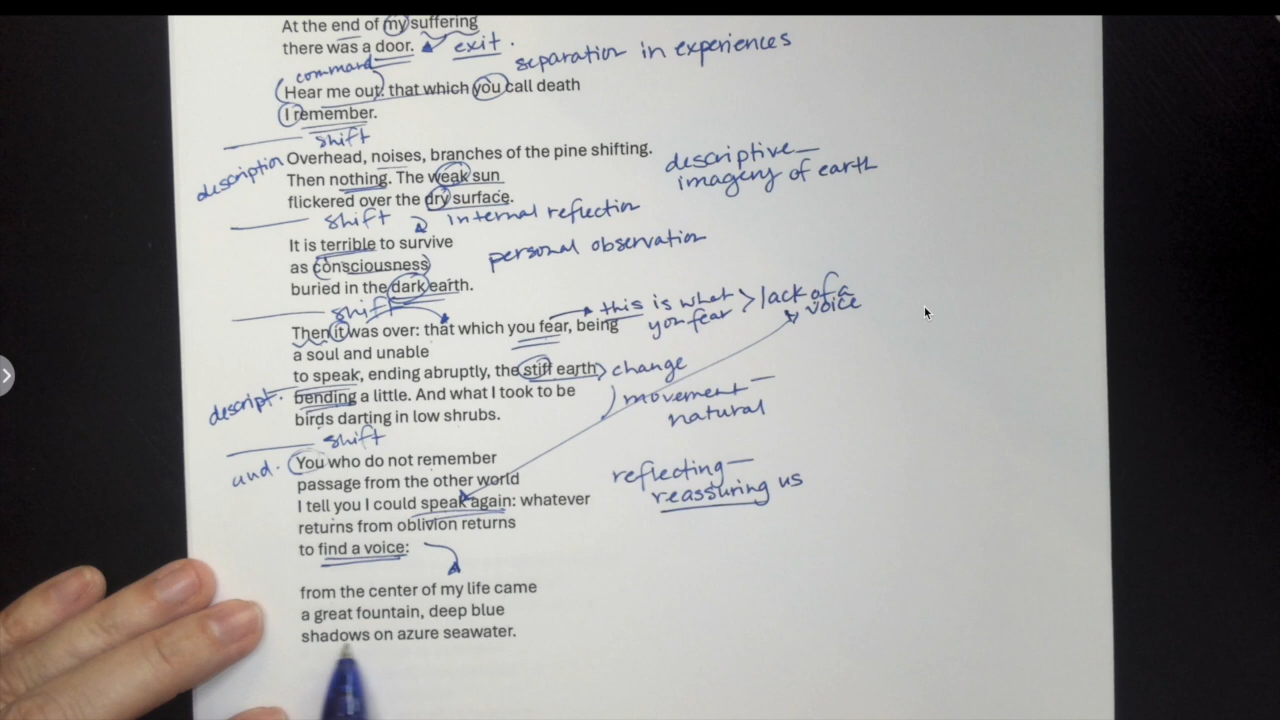 At the end of my suffering
there was a door. exit.
separation in experiences
command
Hear me out: that which you call death
I remember.
shift
description Overhead, noises, branches of the pine shifting.
descriptive—
Then nothing. The weak sun
imagery of earth
flickered over the dry surface.
shift internal reflection
It is terrible to survive
personal observation
as consciousness
buried in the dark earth.
shift
this is what
you fear > lack of a
voice
Then it was over: that which you fear, being
a soul and unable
to speak, ending abruptly, the stiff earth change
descript. bending a little. And what I took to be
movement—
natural
birds darting in low shrubs.
shift
You who do not remember
passage from the other world
reflecting—
reassuring us
I tell you I could speak again: whatever
returns from oblivion returns
to find a voice:
from the center of my life came
a great fountain, deep blue
shadows on azure seawater.